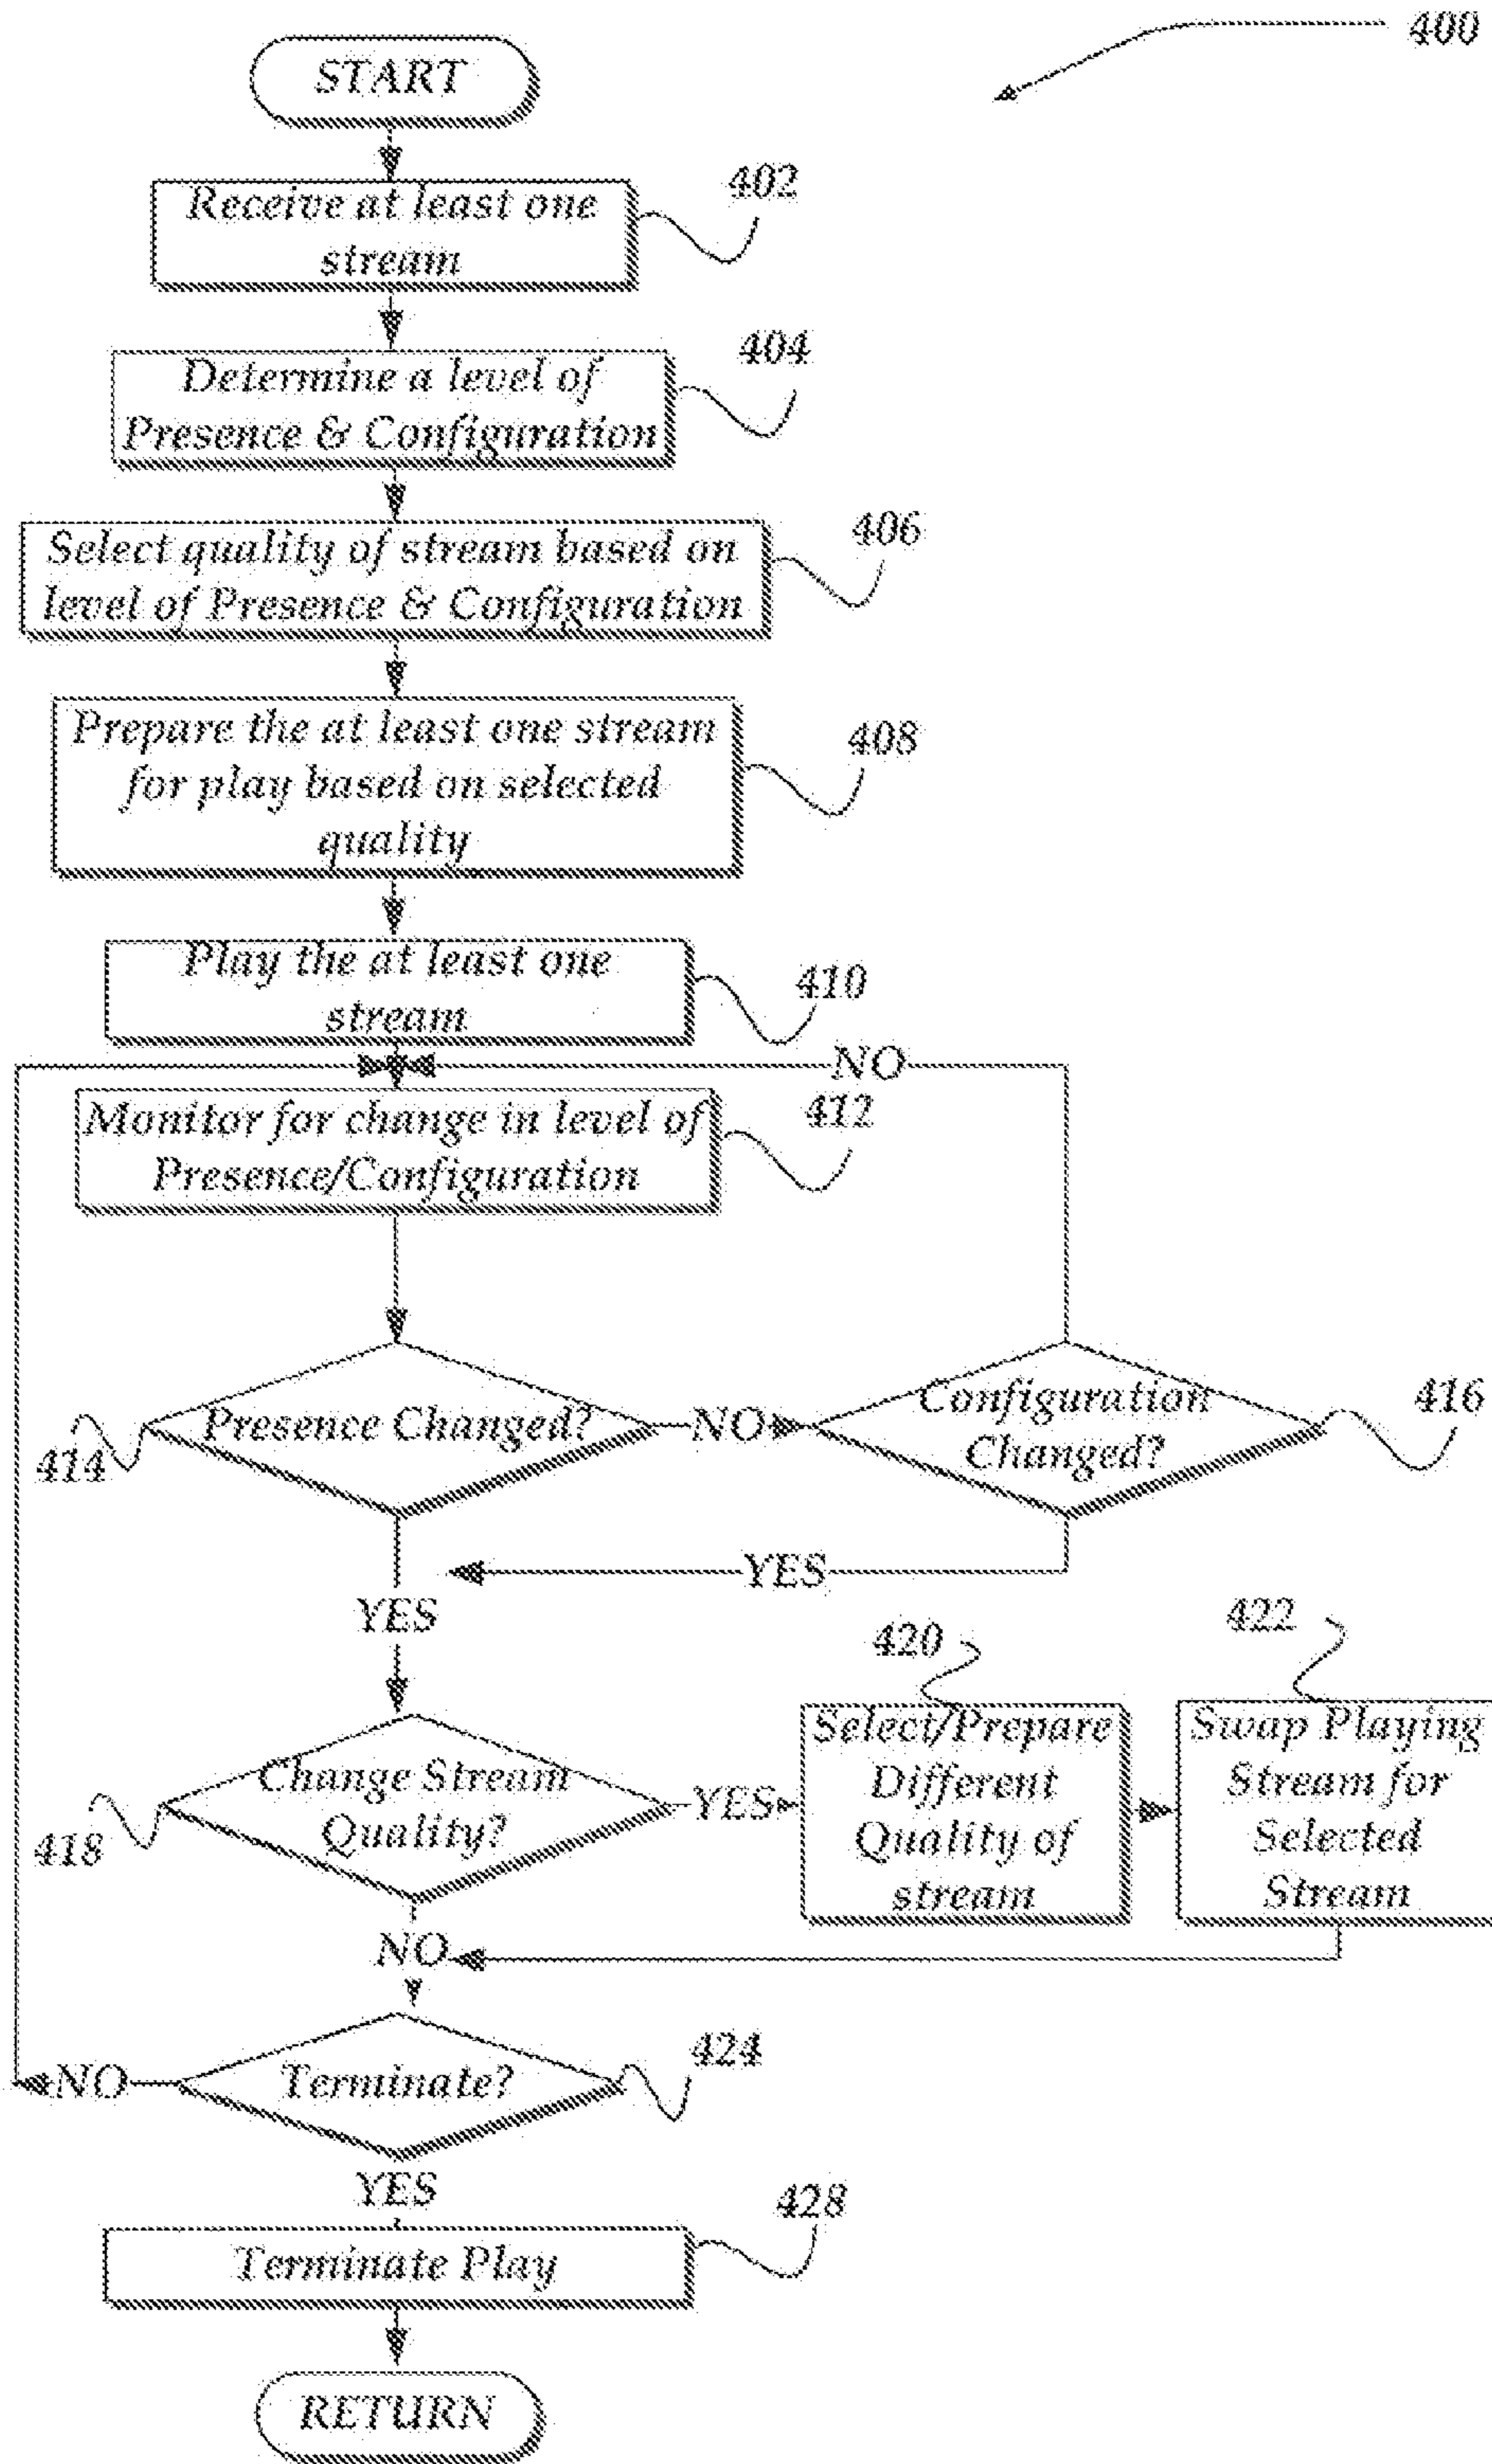 400
START
402
Receive at least one
stream
404
Determine a level of
Presence & Configuration
406
Select quality of stream based on
level of Presence & Configuration
408
Prepare the at least one stream
for play based on selected
quality
410
Play the at least one
stream
NO
412
Monitor for change in level of
Presence/Configuration
414
Presence Changed?
NO
Configuration
Changed?
416
YES
YES
418
Change Stream
Quality?
YES
420
Select/Prepare
Different
Quality of
stream
422
Swap Playing
Stream for
Selected
Stream
NO
NO
Terminate?
424
YES
428
Terminate Play
RETURN